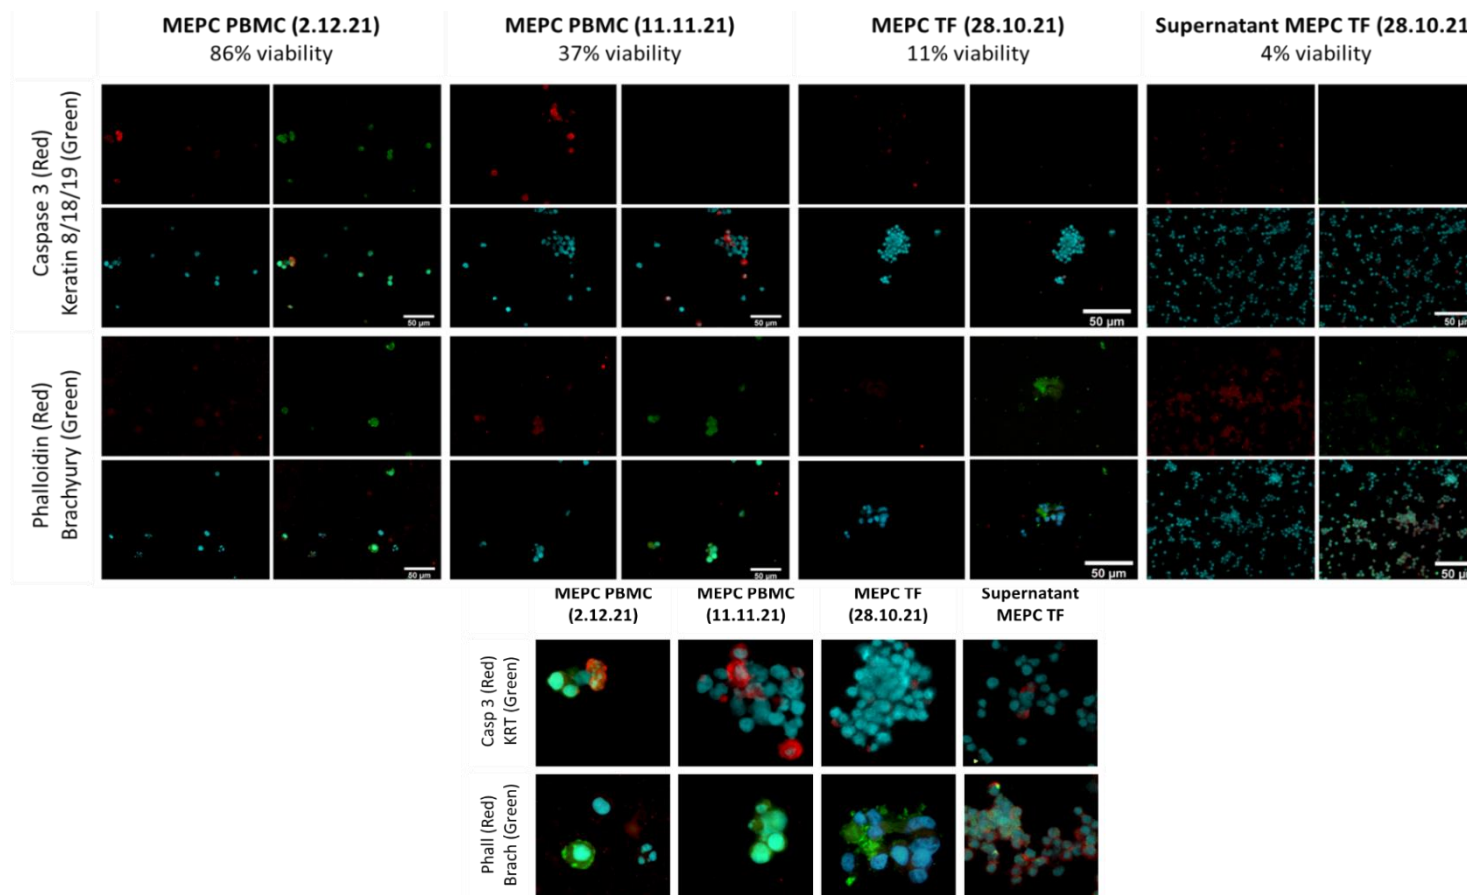 MEPC PBMC (2.12.21)
86% viability
MEPC PBMC (11.11.21)
37% viability
MEPC TF (28.10.21)
11% viability
Supernatant MEPC TF (28.10.21
4% viability
Caspase 3 (Red)
Keratin 8/18/19 (Green)
50 µm
50 µm
50 µm
50 µm
Phalloidin (Red)
Brachyury (Green)
50 µm
50 µm
50 µm
50 µm
MEPC PBMC
(2.12.21)
MEPC PBMC
(11.11.21)
MEPC TF
(28.10.21)
Supernatant
MEPC TF
Casp 3 (Red)
KRT (Green)
Phall (Red)
Brach (Green)